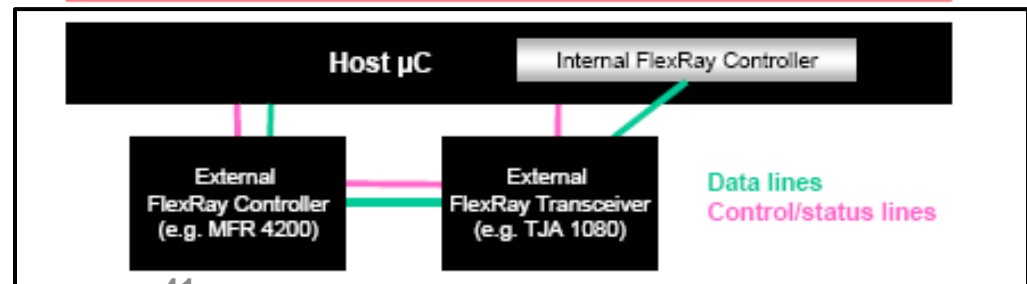 Host µC
Internal FlexRay Controller
External
FlexRay Controller
(e.g. MFR 4200)
External
FlexRay Transceiver
(e.g. TJA 1080)
Data lines
Control/status lines